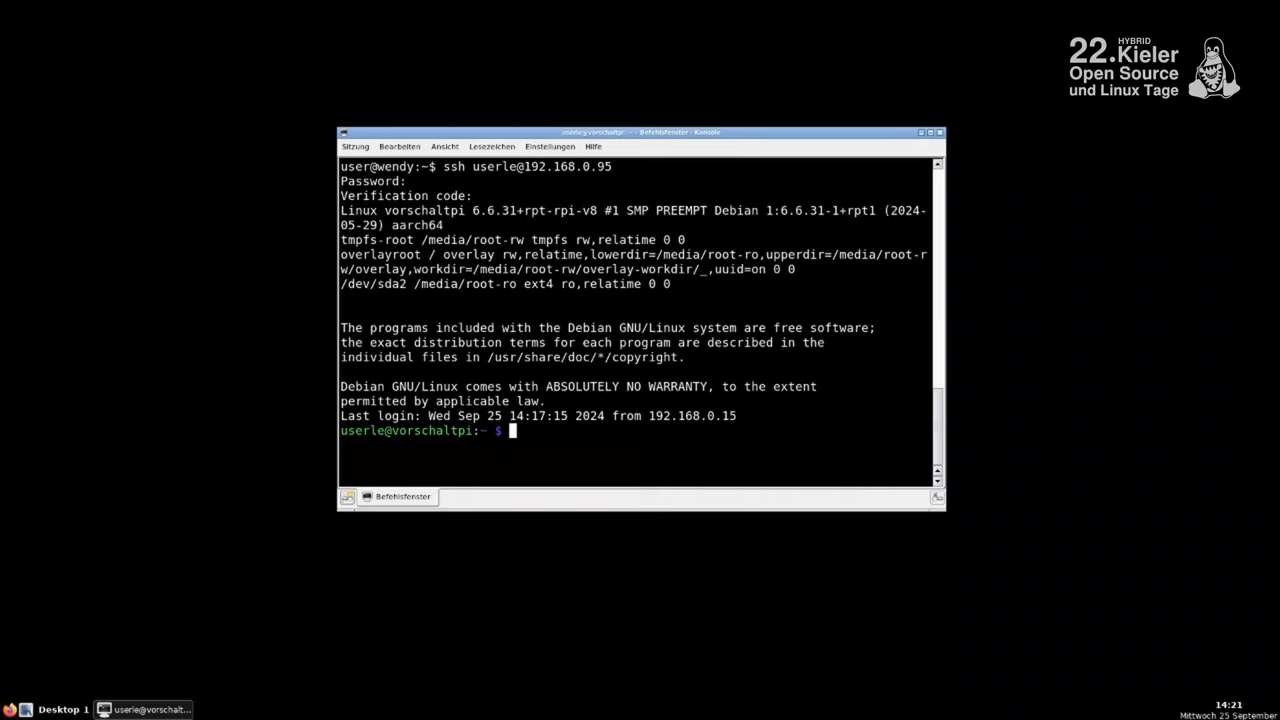 HYBRID
22.Kieler
Open Source
und Linux Tage
userle@vorschaltpi: ~ - Befehlsfenster - Konsole
Sitzung Bearbeiten Ansicht Lesezeichen Einstellungen Hilfe
user@wendy:~$ ssh userle@192.168.0.95
Password:
Verification code:
Linux vorschaltpi 6.6.31+rpt-rpi-v8 #1 SMP PREEMPT Debian 1:6.6.31-1+rpt1 (2024-
05-29) aarch64
tmpfs-root /media/root-rw tmpfs rw,relatime 0 0
overlayroot / overlay rw,relatime,lowerdir=/media/root-ro,upperdir=/media/root-r
w/overlay,workdir=/media/root-rw/overlay-workdir/_,uuid=on 0 0
/dev/sda2 /media/root-ro ext4 ro,relatime 0 0
The programs included with the Debian GNU/Linux system are free software;
the exact distribution terms for each program are described in the
individual files in /usr/share/doc/*/copyright.
Debian GNU/Linux comes with ABSOLUTELY NO WARRANTY, to the extent
permitted by applicable law.
Last login: Wed Sep 25 14:17:15 2024 from 192.168.0.15
userle@vorschaltpi:~ $
Befehlsfenster
Desktop 1 userle@vorschalt...
14:21
Mittwoch 25 September